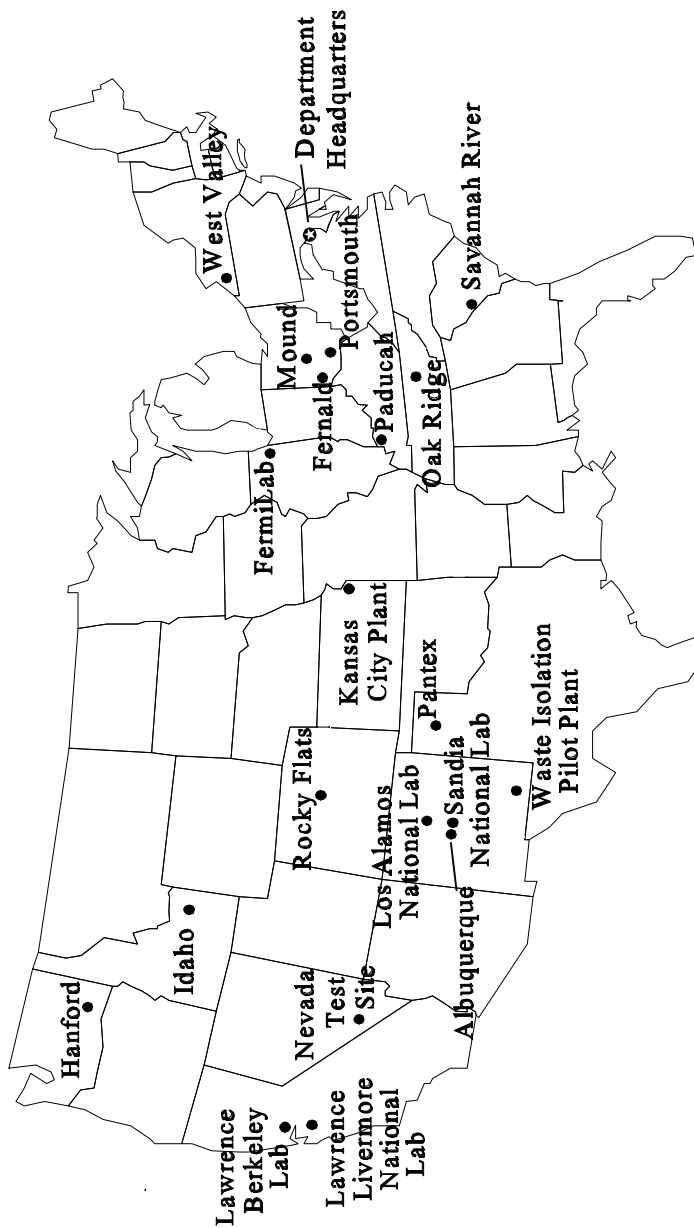 Hanford
Idaho
Lawrence
Berkeley
Lab
Lawrence
Livermore
National
Lab
Nevada
Test
Site
Rocky Flats
Los Alamos
National Lab
Albuquerque
Sandia
National Lab
Pantex
Waste Isolation
Pilot Plant
Kansas
City Plant
FermiLab
Mound
Fernald
Portsmouth
Paducah
Oak Ridge
West Valley
Department
Headquarters
Savannah River